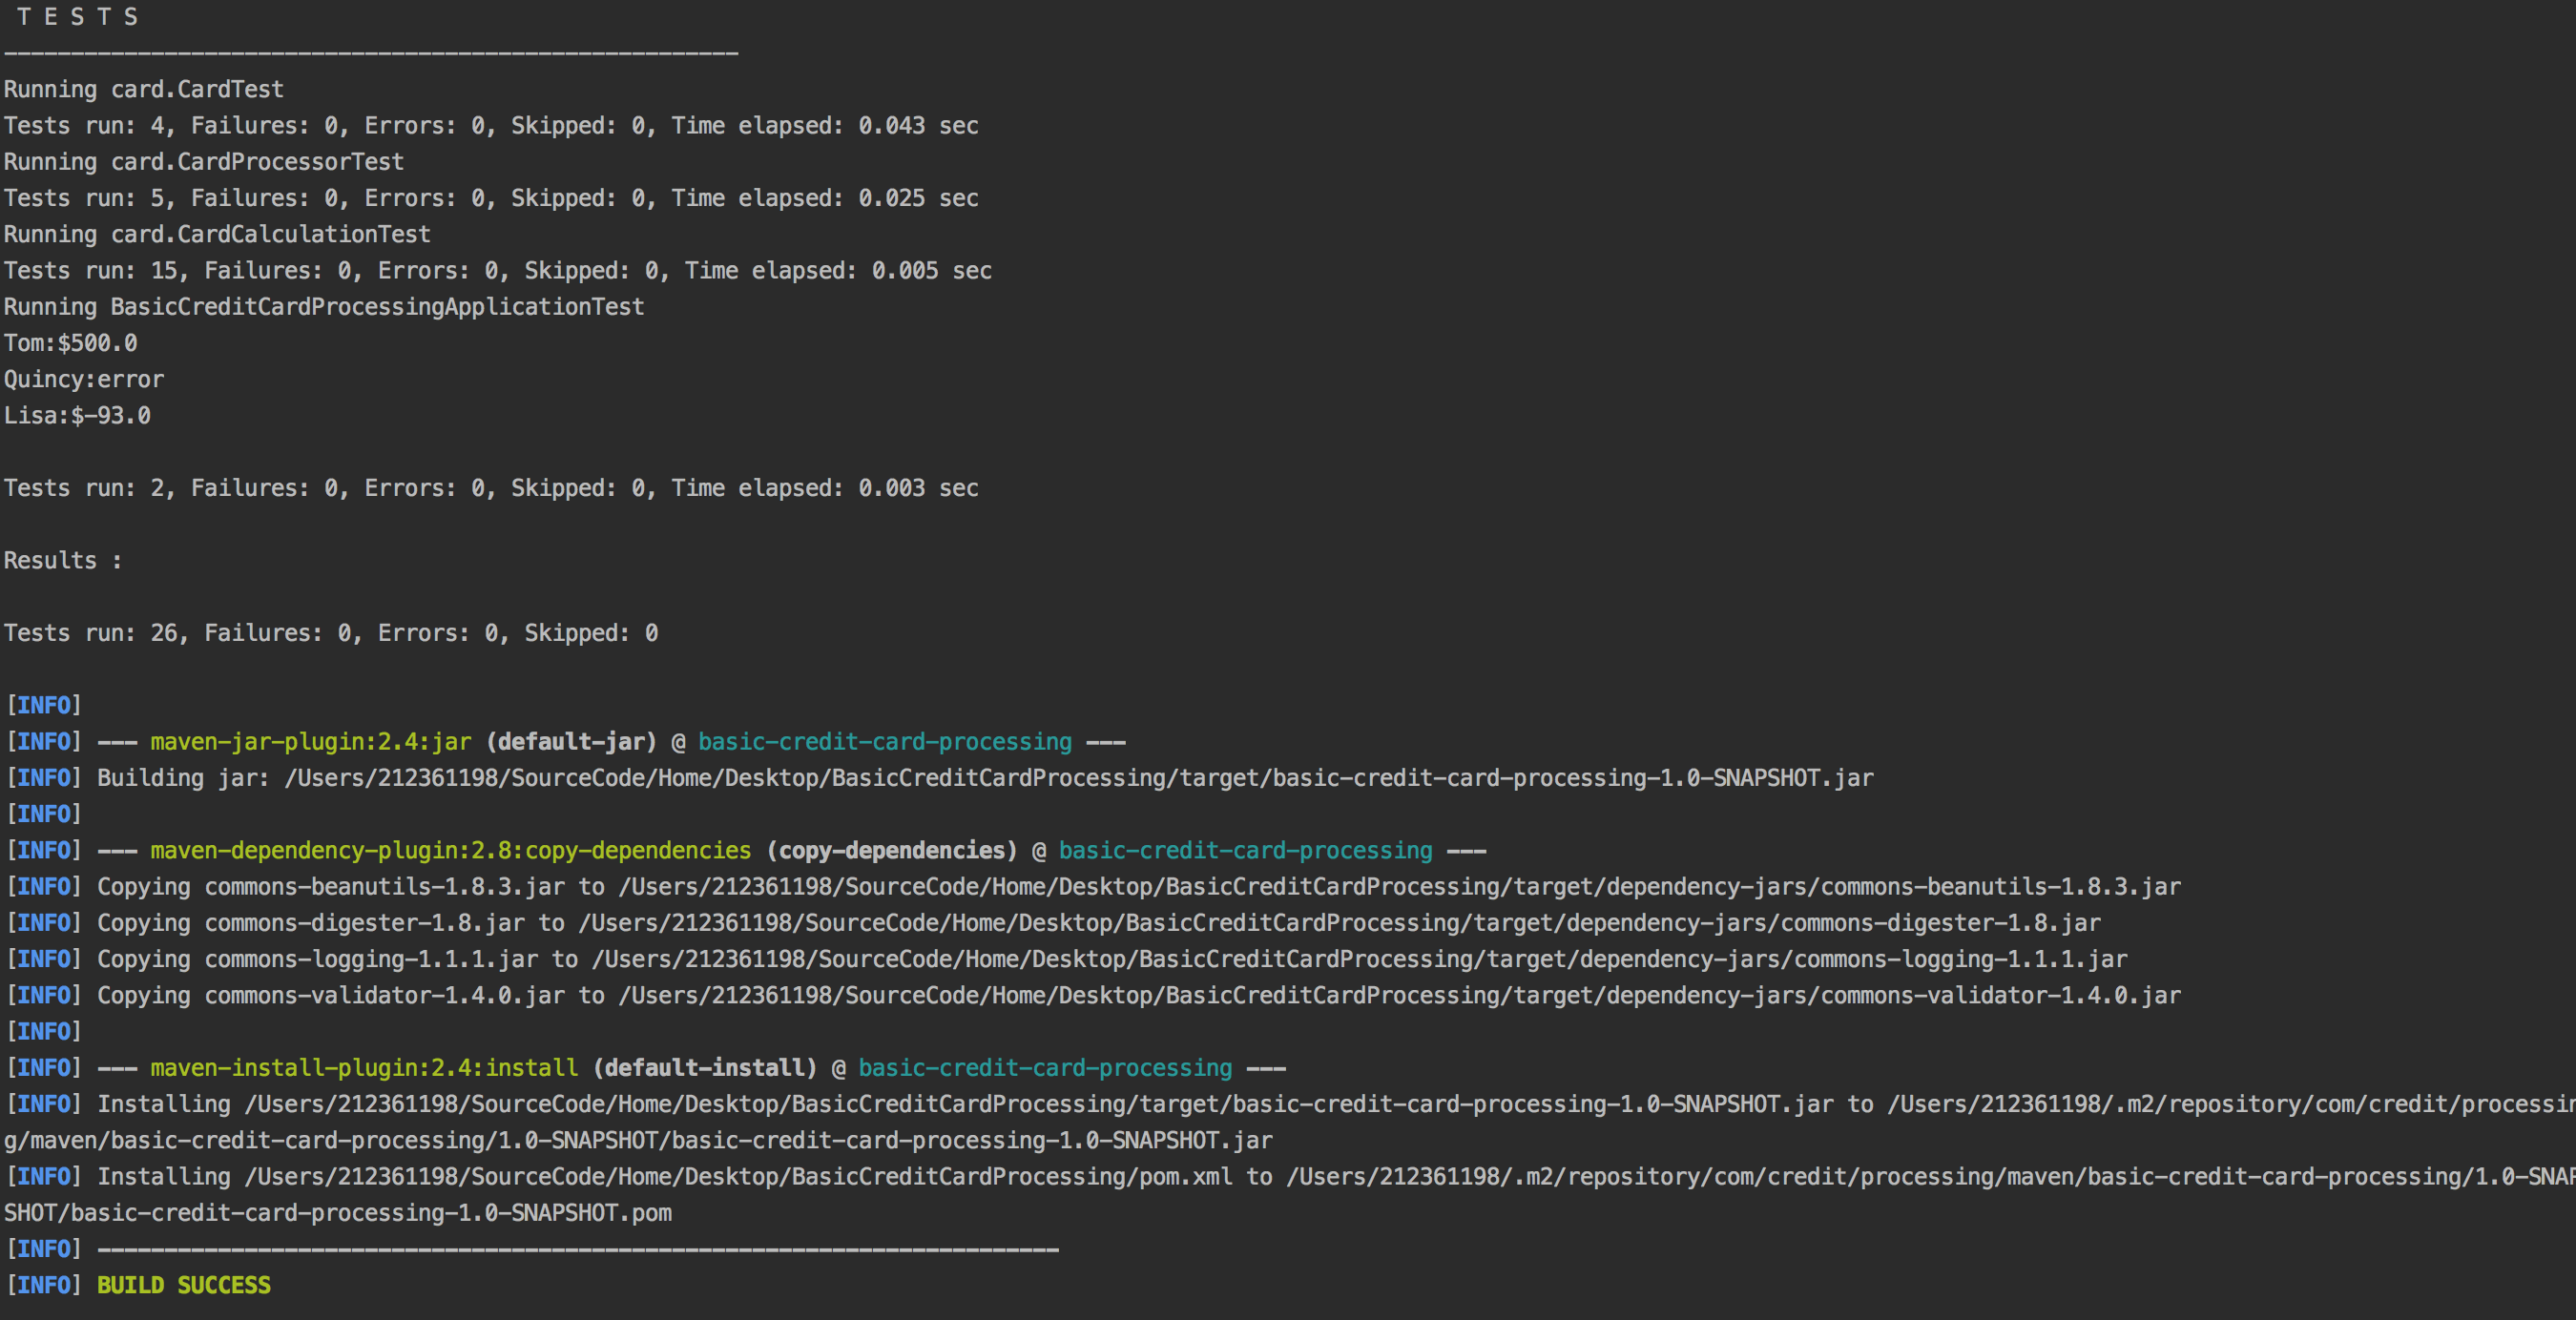 T E S T S
-------------------------------------------------------
Running card.CardTest
Tests run: 4, Failures: 0, Errors: 0, Skipped: 0, Time elapsed: 0.043 sec
Running card.CardProcessorTest
Tests run: 5, Failures: 0, Errors: 0, Skipped: 0, Time elapsed: 0.025 sec
Running card.CardCalculationTest
Tests run: 15, Failures: 0, Errors: 0, Skipped: 0, Time elapsed: 0.005 sec
Running BasicCreditCardProcessingApplicationTest
Tom:$500.0
Quincy:error
Lisa:$-93.0
Tests run: 2, Failures: 0, Errors: 0, Skipped: 0, Time elapsed: 0.003 sec
Results :
Tests run: 26, Failures: 0, Errors: 0, Skipped: 0
[INFO]
[INFO] --- maven-jar-plugin:2.4:jar (default-jar) @ basic-credit-card-processing ---
[INFO] Building jar: /Users/212361198/SourceCode/Home/Desktop/BasicCreditCardProcessing/target/basic-credit-card-processing-1.0-SNAPSHOT.jar
[INFO]
[INFO] --- maven-dependency-plugin:2.8:copy-dependencies (copy-dependencies) @ basic-credit-card-processing ---
[INFO] Copying commons-beanutils-1.8.3.jar to /Users/212361198/SourceCode/Home/Desktop/BasicCreditCardProcessing/target/dependency-jars/commons-beanutils-1.8.3.jar
[INFO] Copying commons-digester-1.8.jar to /Users/212361198/SourceCode/Home/Desktop/BasicCreditCardProcessing/target/dependency-jars/commons-digester-1.8.jar
[INFO] Copying commons-logging-1.1.1.jar to /Users/212361198/SourceCode/Home/Desktop/BasicCreditCardProcessing/target/dependency-jars/commons-logging-1.1.1.jar
[INFO] Copying commons-validator-1.4.0.jar to /Users/212361198/SourceCode/Home/Desktop/BasicCreditCardProcessing/target/dependency-jars/commons-validator-1.4.0.jar
[INFO]
[INFO] --- maven-install-plugin:2.4:install (default-install) @ basic-credit-card-processing ---
[INFO] Installing /Users/212361198/SourceCode/Home/Desktop/BasicCreditCardProcessing/target/basic-credit-card-processing-1.0-SNAPSHOT.jar to /Users/212361198/.m2/repository/com/credit/processin
g/maven/basic-credit-card-processing/1.0-SNAPSHOT/basic-credit-card-processing-1.0-SNAPSHOT.jar
[INFO] Installing /Users/212361198/SourceCode/Home/Desktop/BasicCreditCardProcessing/pom.xml to /Users/212361198/.m2/repository/com/credit/processing/maven/basic-credit-card-processing/1.0-SNAP
SHOT/basic-credit-card-processing-1.0-SNAPSHOT.pom
[INFO] ------------------------------------------------------------------------
[INFO] BUILD SUCCESS